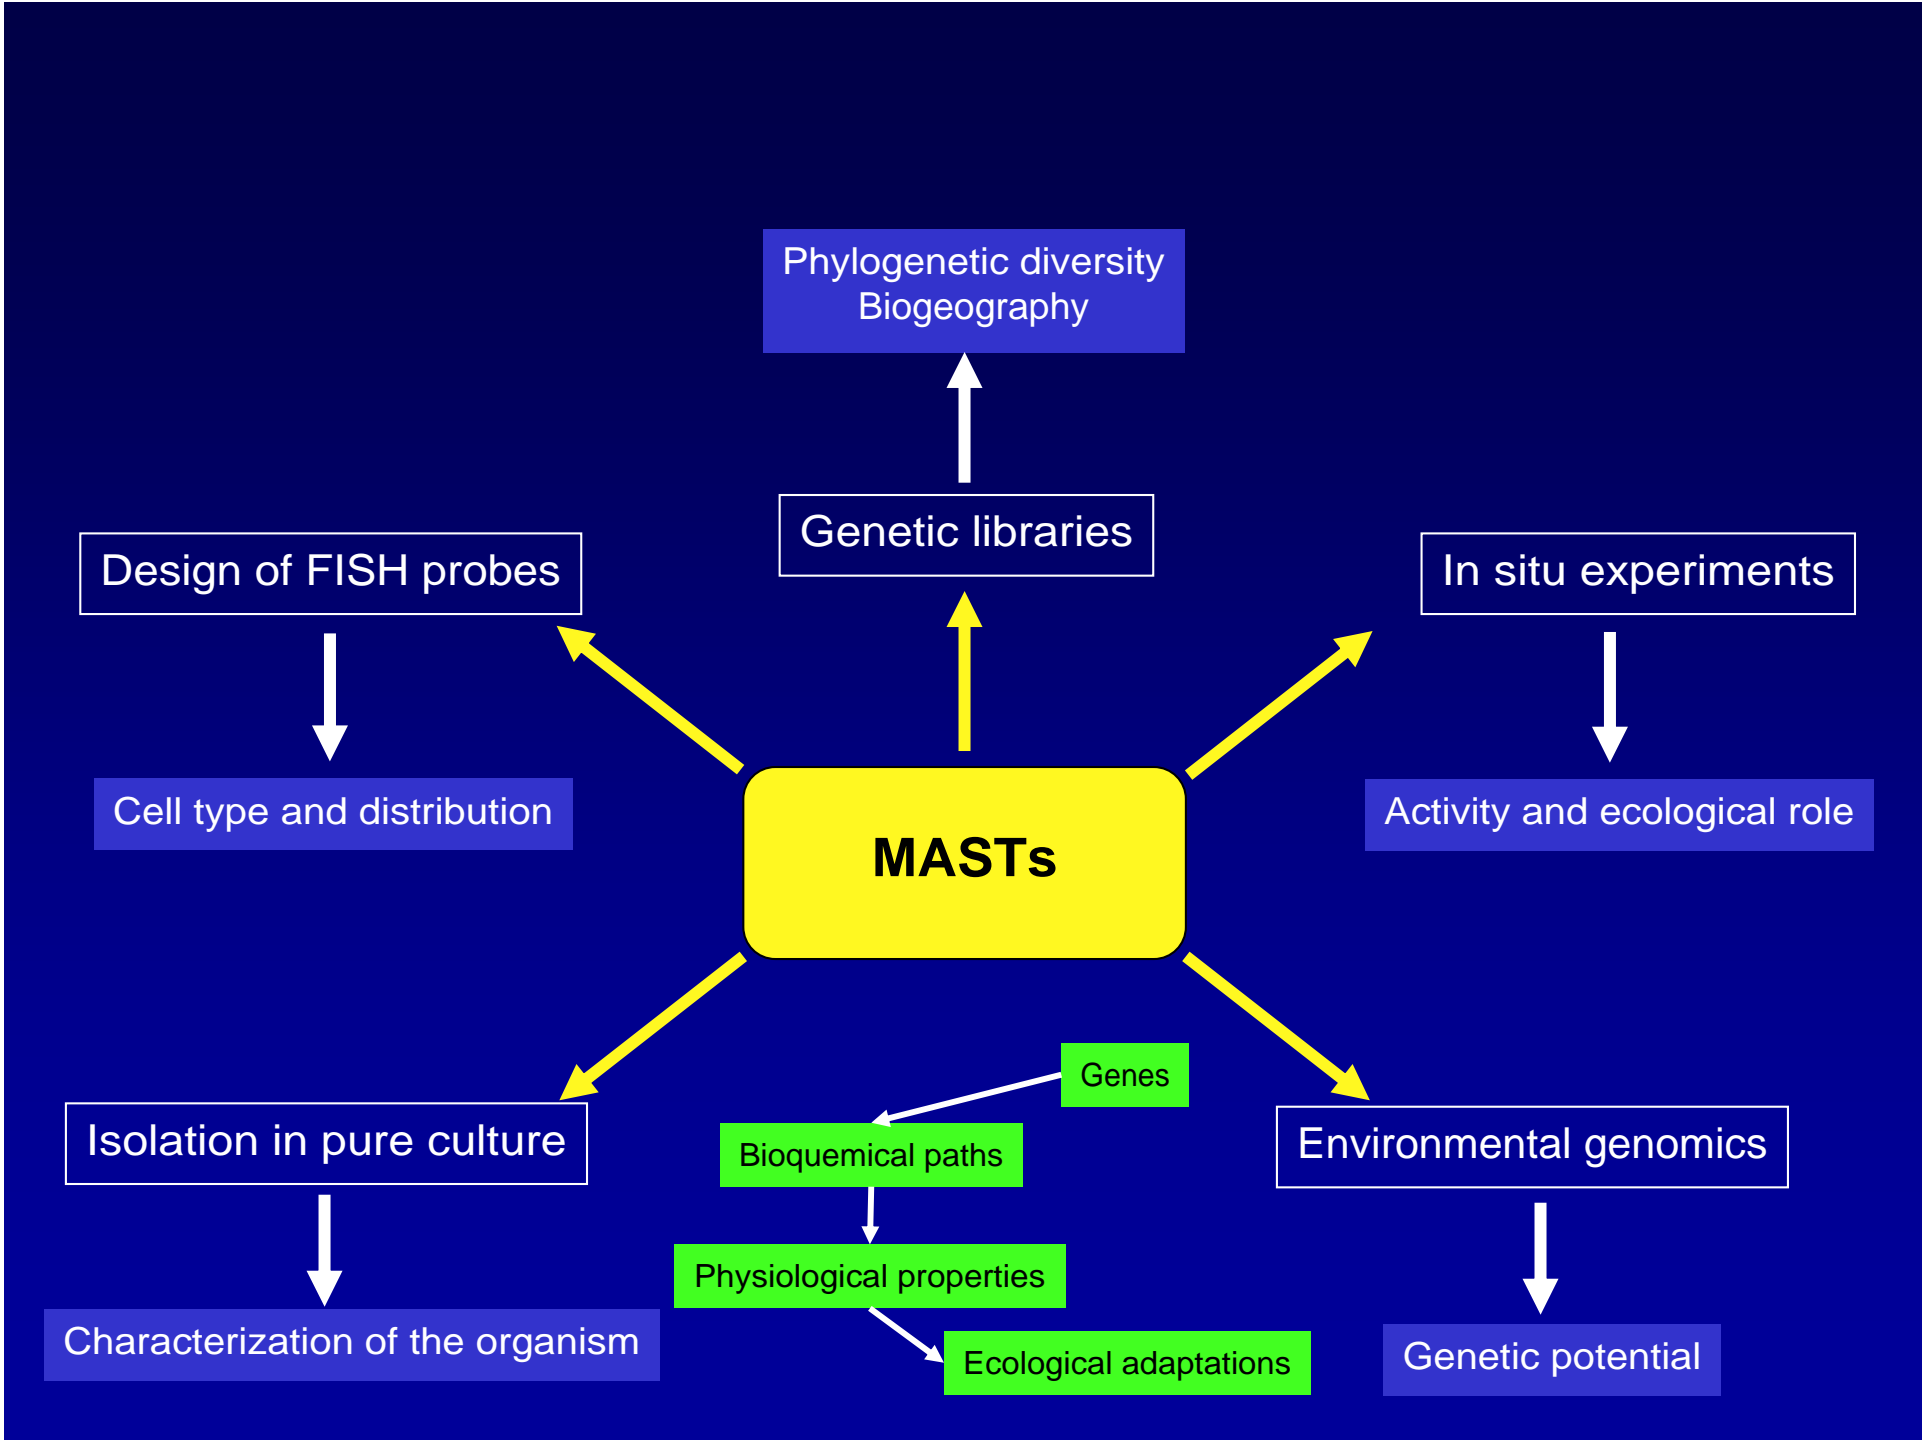 Phylogenetic diversity
Biogeography
Genetic libraries
Design of FISH probes
In situ experiments
Cell type and distribution
Activity and ecological role
MASTs
Genes
Isolation in pure culture
Bioquemical paths
Environmental genomics
Physiological properties
Characterization of the organism
Ecological adaptations
Genetic potential